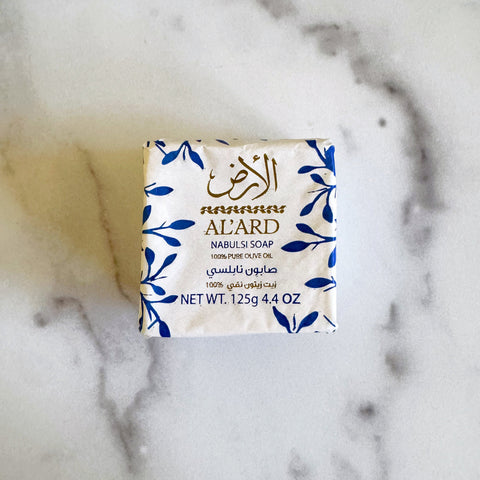 الأرض
AL'ARD
NABULSI SOAP
100% PURE OLIVE OIL
صابون نابلسي
زيت زيتون نقي 100%
NET WT. 125g 4.4 OZ